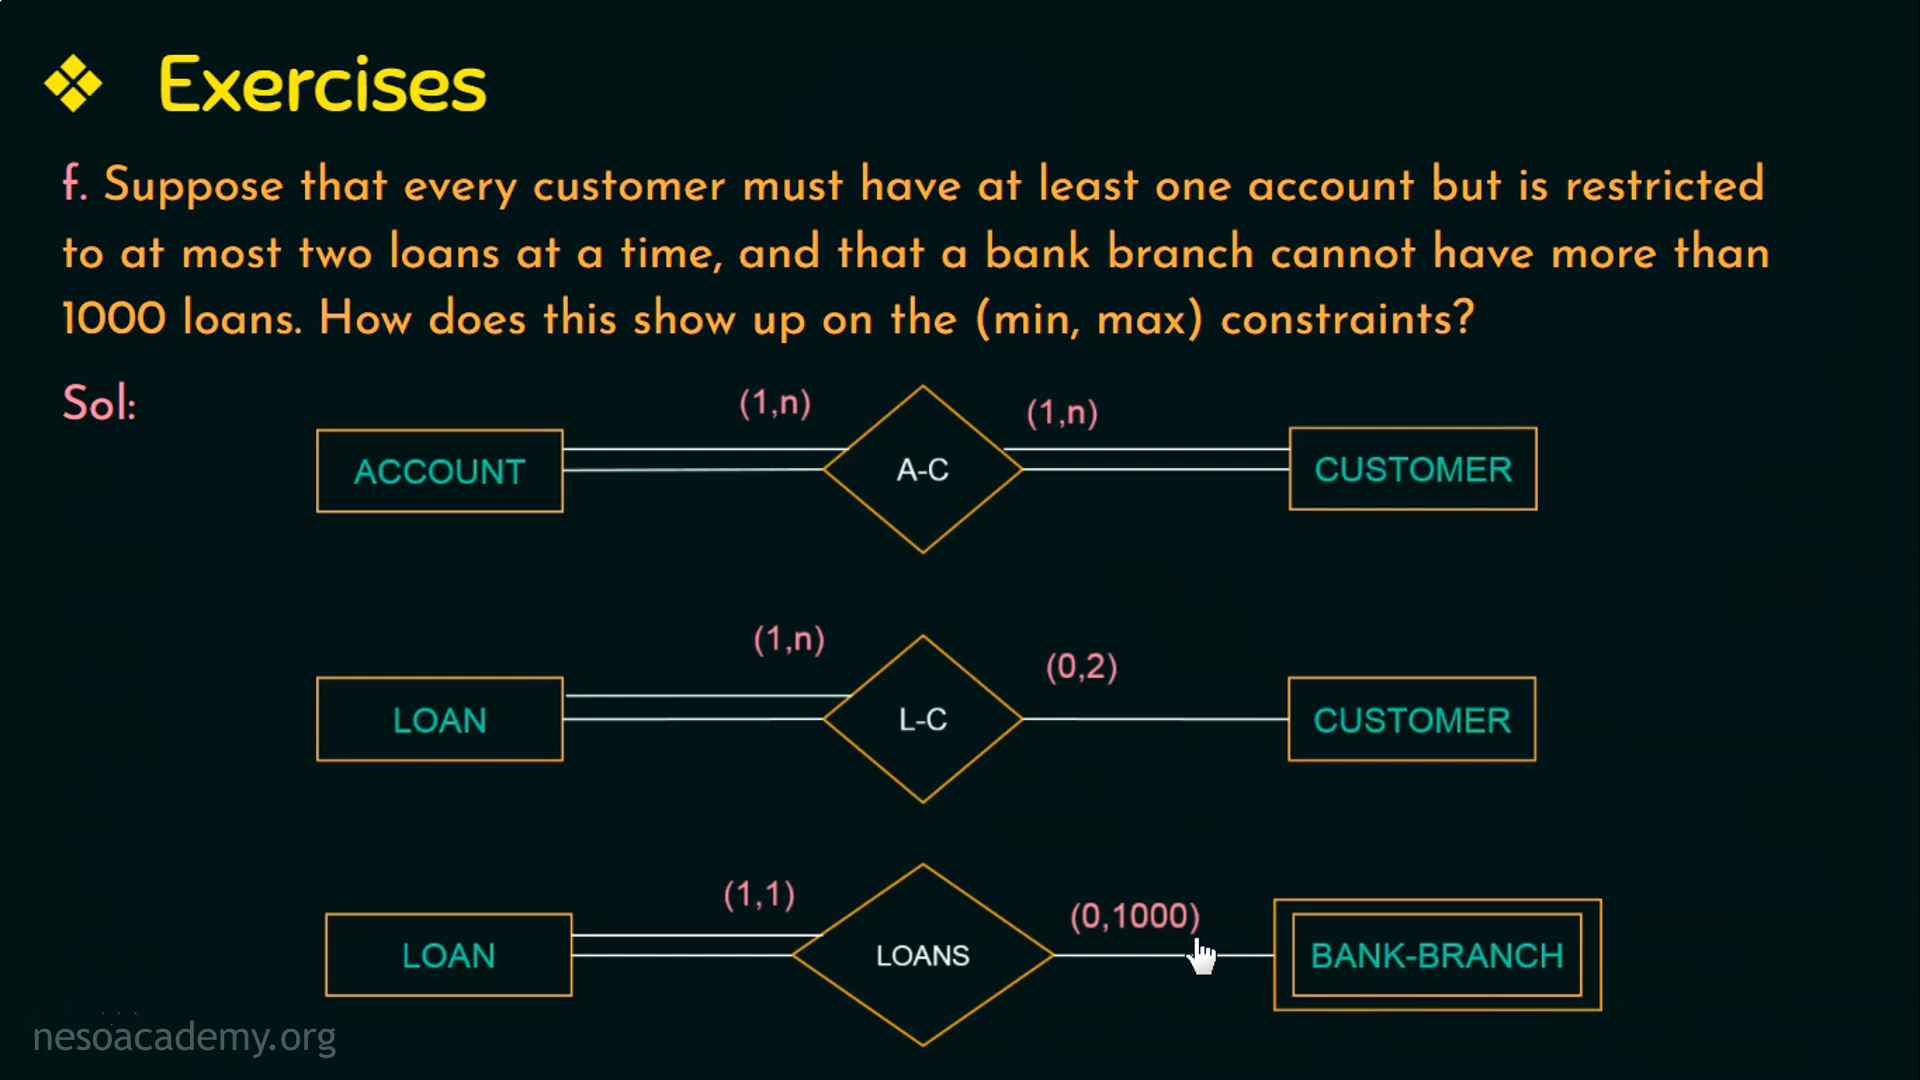 Exercises
f. Suppose that every customer must have at least one account but is restricted
to at most two loans at a time, and that a bank branch cannot have more than
1000 loans. How does this show up on the (min, max) constraints?
Sol:
(1,n)
(1,n)
ACCOUNT
A-C
CUSTOMER
(1,n)
(0,2)
LOAN
L-C
CUSTOMER
(1,1)
(0,1000)
LOAN
LOANS
BANK-BRANCH
nesoacademy.org